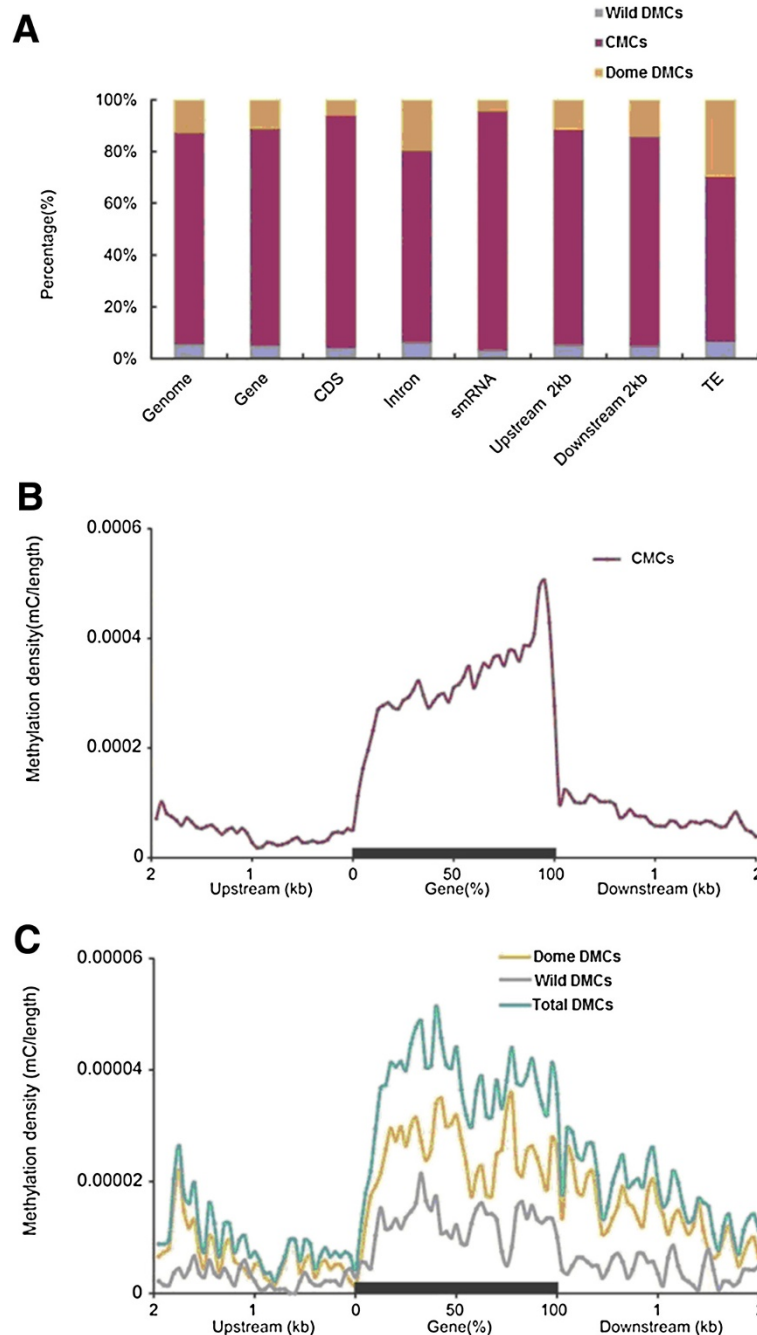 A
Wild DMCs
CMCs
Dome DMCs
Percentage(%)
100%
80%
60%
40%
20%
0%
Genome
Gene
CDS
Intron
smRNA
Upstream 2kb
Downstream 2kb
TE
B
Methylation density(mC/length)
0.0006
0.0004
0.0002
0
CMCs
2 1 0 50 100 1 2
Upstream (kb) Gene(%) Downstream (kb)
C
Methylation density (mC/length)
0.00006
0.00004
0.00002
0
Dome DMCs
Wild DMCs
Total DMCs
2 1 0 50 100 1 2
Upstream (kb) Gene(%) Downstream (kb)